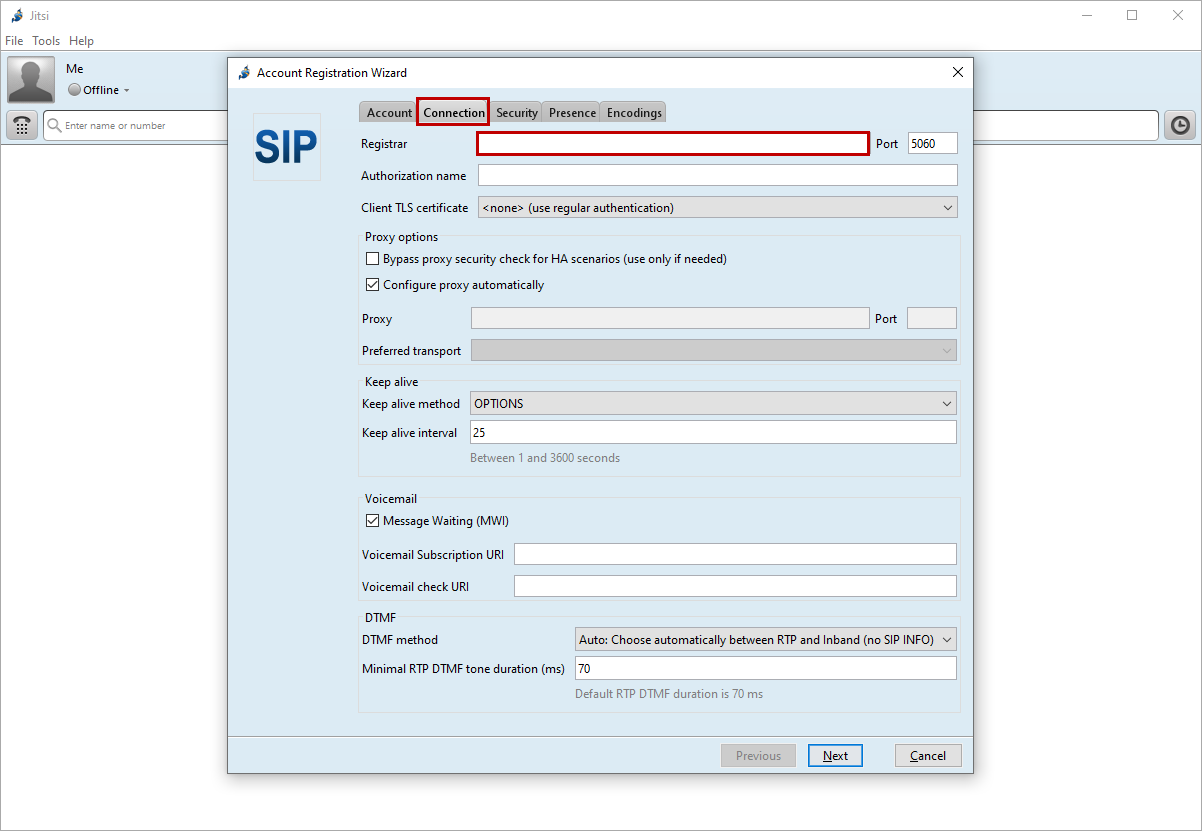 Jitsi
File Tools Help
Me
Offline
Enter name or number
Account Registration Wizard
SIP
Account Connection Security Presence Encodings
Registrar Port 5060
Authorization name
Client TLS certificate <none> (use regular authentication)
Proxy options
Bypass proxy security check for HA scenarios (use only if needed)
Configure proxy automatically
Proxy Port
Preferred transport
Keep alive
Keep alive method OPTIONS
Keep alive interval 25
Between 1 and 3600 seconds
Voicemail
Message Waiting (MWI)
Voicemail Subscription URI
Voicemail check URI
DTMF
DTMF method Auto: Choose automatically between RTP and Inband (no SIP INFO)
Minimal RTP DTMF tone duration (ms) 70
Default RTP DTMF duration is 70 ms
Previous Next Cancel